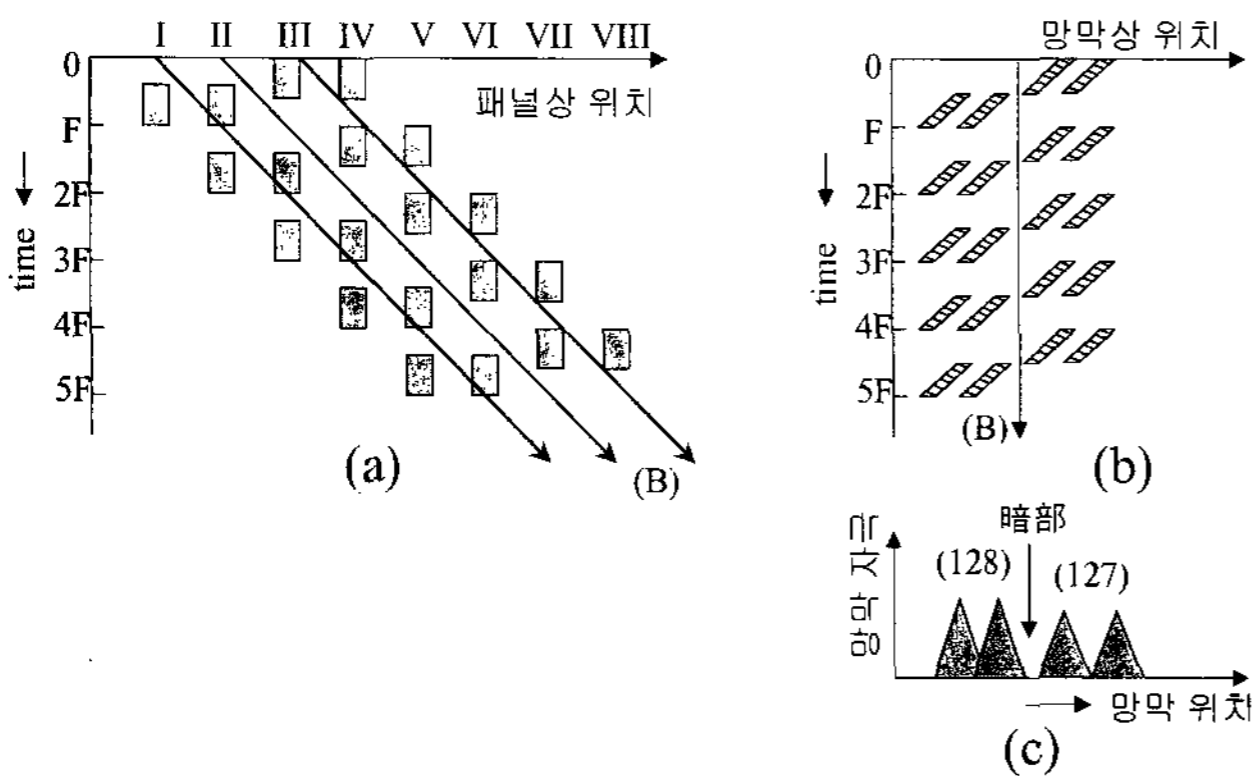 I II III IV V VI VII VIII
0
패널상 위치
F
2F
3F
4F
5F
time
(B)
(a)
망막상 위치
0
F
2F
3F
4F
5F
time
(B)
(b)
暗部
(128) (127)
망막 자극
망막 위치
(c)